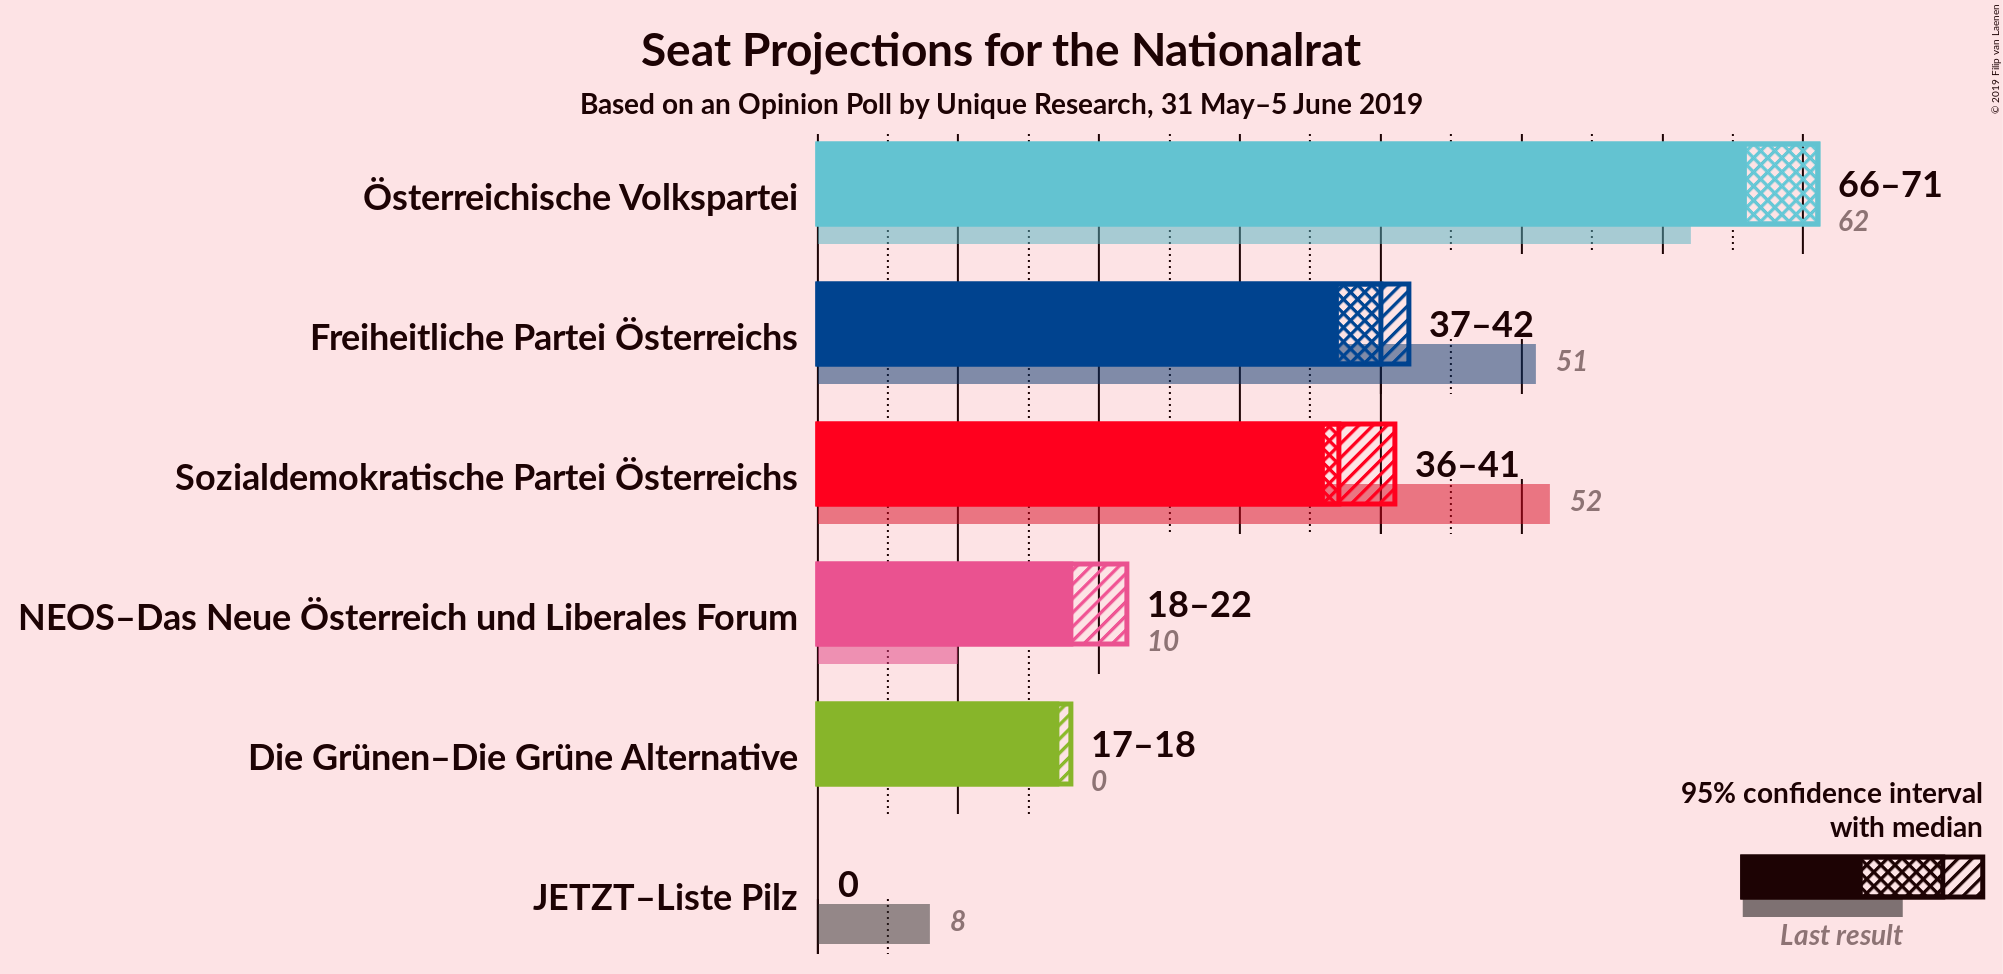 Seat Projections for the Nationalrat
Based on an Opinion Poll by Unique Research, 31 May–5 June 2019
© 2019 Filip van Laenen
Österreichische Volkspartei
66–71
62
Freiheitliche Partei Österreichs
37–42
51
Sozialdemokratische Partei Österreichs
36–41
52
NEOS–Das Neue Österreich und Liberales Forum
18–22
10
Die Grünen–Die Grüne Alternative
17–18
0
JETZT–Liste Pilz
0
8
95% confidence interval
with median
Last result